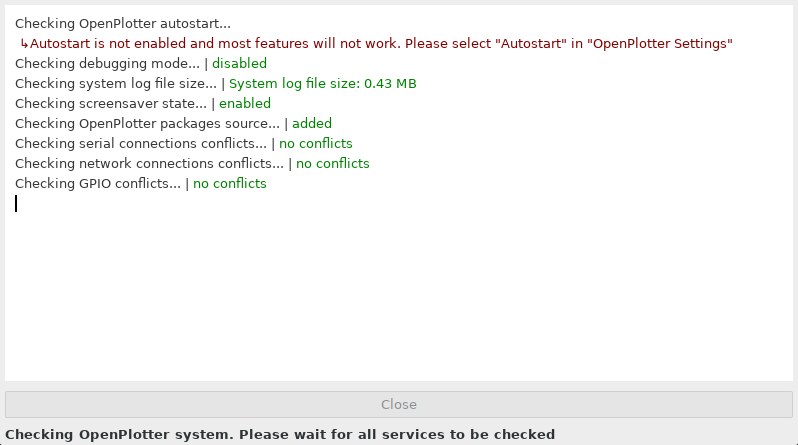 Checking OpenPlotter autostart...
↳Autostart is not enabled and most features will not work. Please select "Autostart" in "OpenPlotter Settings"
Checking debugging mode... | disabled
Checking system log file size... | System log file size: 0.43 MB
Checking screensaver state... | enabled
Checking OpenPlotter packages source... | added
Checking serial connections conflicts... | no conflicts
Checking network connections conflicts... | no conflicts
Checking GPIO conflicts... | no conflicts
Close
Checking OpenPlotter system. Please wait for all services to be checked